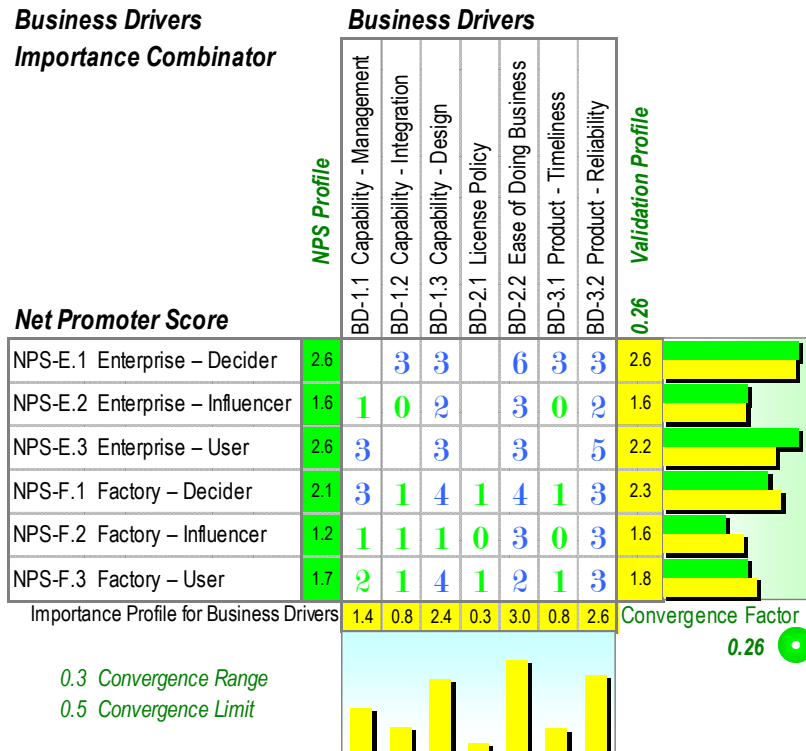 Business Drivers
Importance Combinator
Business Drivers
NPS Profile
BD-1.1 Capability - Management
BD-1.2 Capability - Integration
BD-1.3 Capability - Design
BD-2.1 License Policy
BD-2.2 Ease of Doing Business
BD-3.1 Product - Timeliness
BD-3.2 Product - Reliability
0.26 Validation Profile
Net Promoter Score
NPS-E.1 Enterprise – Decider 2.6 3 3 6 3 3 2.6
NPS-E.2 Enterprise – Influencer 1.6 1 0 2 3 0 2 1.6
NPS-E.3 Enterprise – User 2.6 3 3 3 5 2.2
NPS-F.1 Factory – Decider 2.1 3 1 4 1 4 1 3 2.3
NPS-F.2 Factory – Influencer 1.2 1 1 1 0 3 0 3 1.6
NPS-F.3 Factory – User 1.7 2 1 4 1 2 1 3 1.8
Importance Profile for Business Drivers 1.4 0.8 2.4 0.3 3.0 0.8 2.6 Convergence Factor
0.26
0.3 Convergence Range
0.5 Convergence Limit